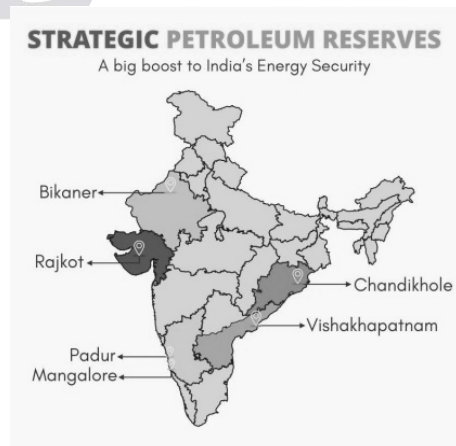 STRATEGIC PETROLEUM RESERVES
A big boost to India's Energy Security
Bikaner
Rajkot
Chandikhole
Vishakhapatnam
Padur
Mangalore